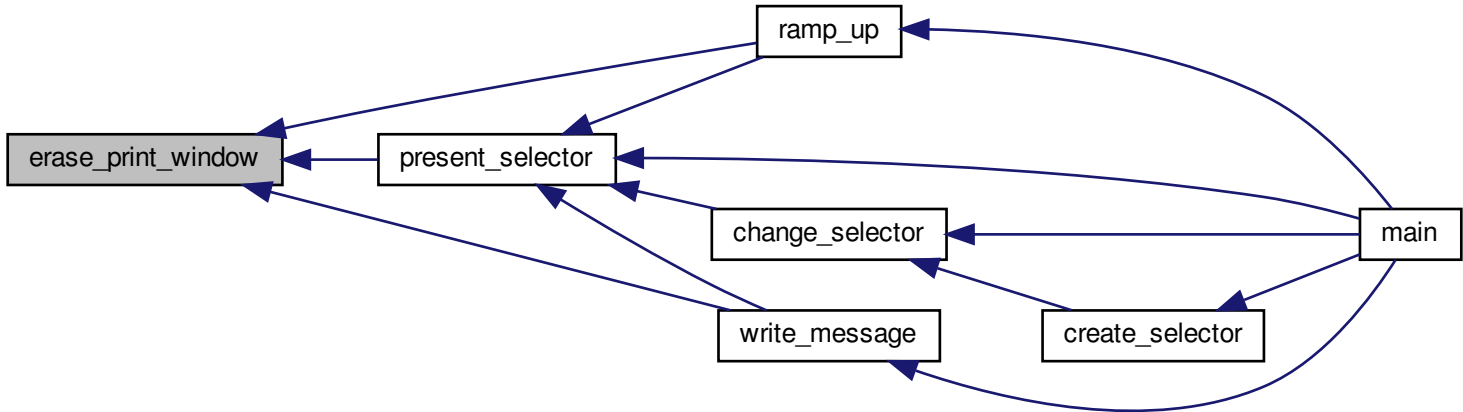 ramp_up
erase_print_window
present_selector
change_selector
main
write_message
create_selector